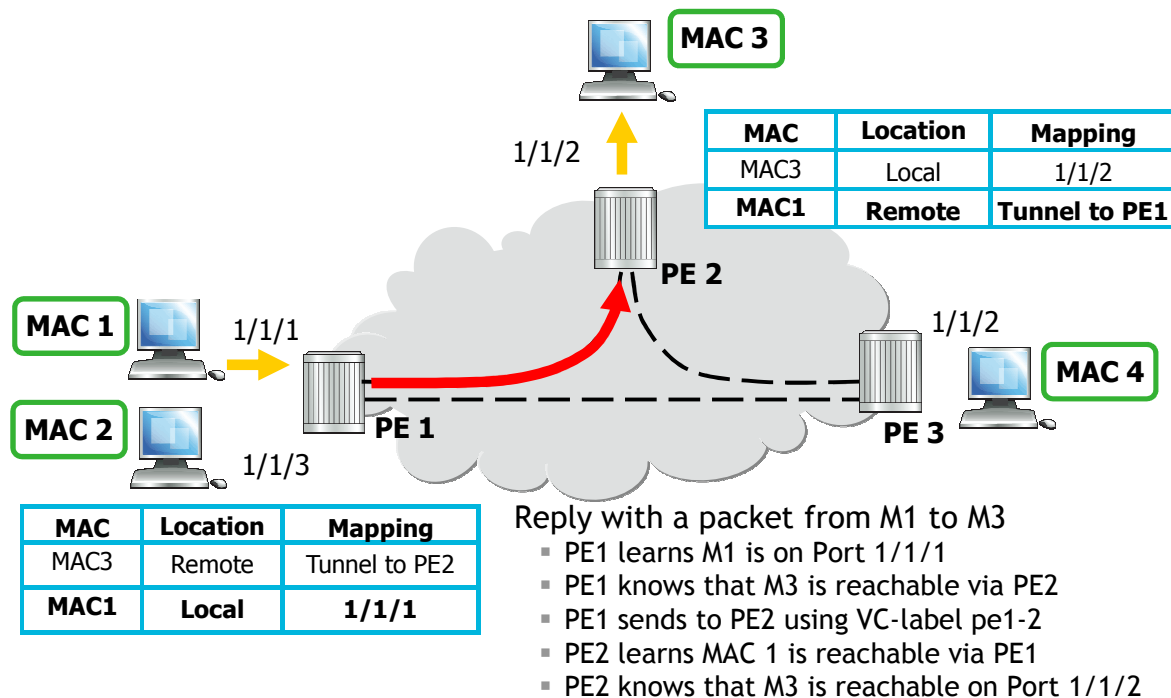 MAC 3
1/1/2
MAC Location Mapping
MAC3 Local 1/1/2
MAC1 Remote Tunnel to PE1
PE 2
MAC 1
1/1/1
1/1/2
MAC 4
MAC 2
PE 1
PE 3
1/1/3
MAC Location Mapping
MAC3 Remote Tunnel to PE2
MAC1 Local 1/1/1
Reply with a packet from M1 to M3
▪ PE1 learns M1 is on Port 1/1/1
▪ PE1 knows that M3 is reachable via PE2
▪ PE1 sends to PE2 using VC-label pe1-2
▪ PE2 learns MAC 1 is reachable via PE1
▪ PE2 knows that M3 is reachable on Port 1/1/2